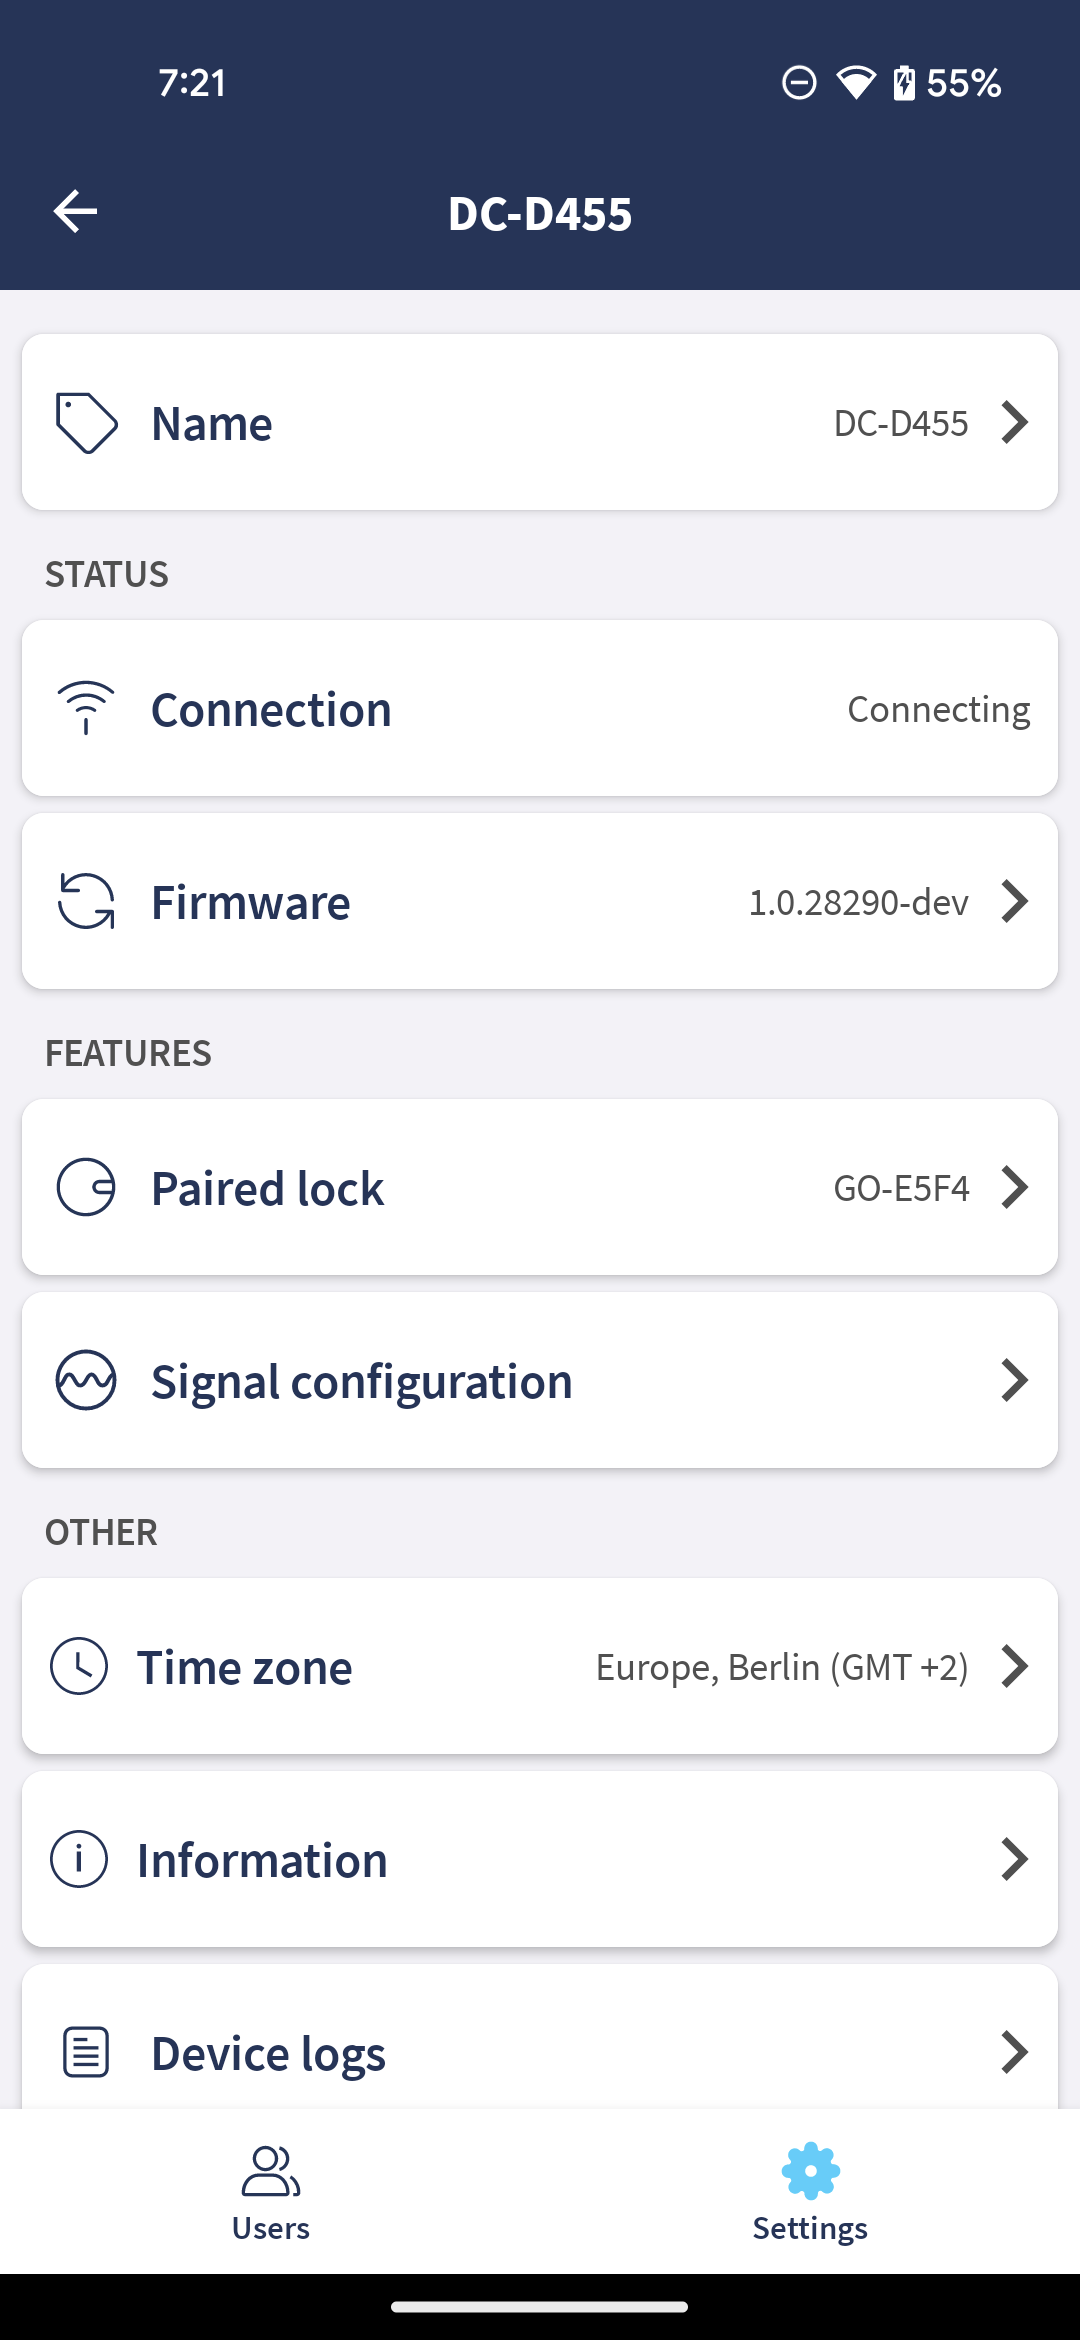 7:21 55%
DC-D455
Name DC-D455
STATUS
Connection Connecting
Firmware 1.0.28290-dev
FEATURES
Paired lock GO-E5F4
Signal configuration
OTHER
Time zone Europe, Berlin (GMT +2)
Information
Device logs
Users Settings